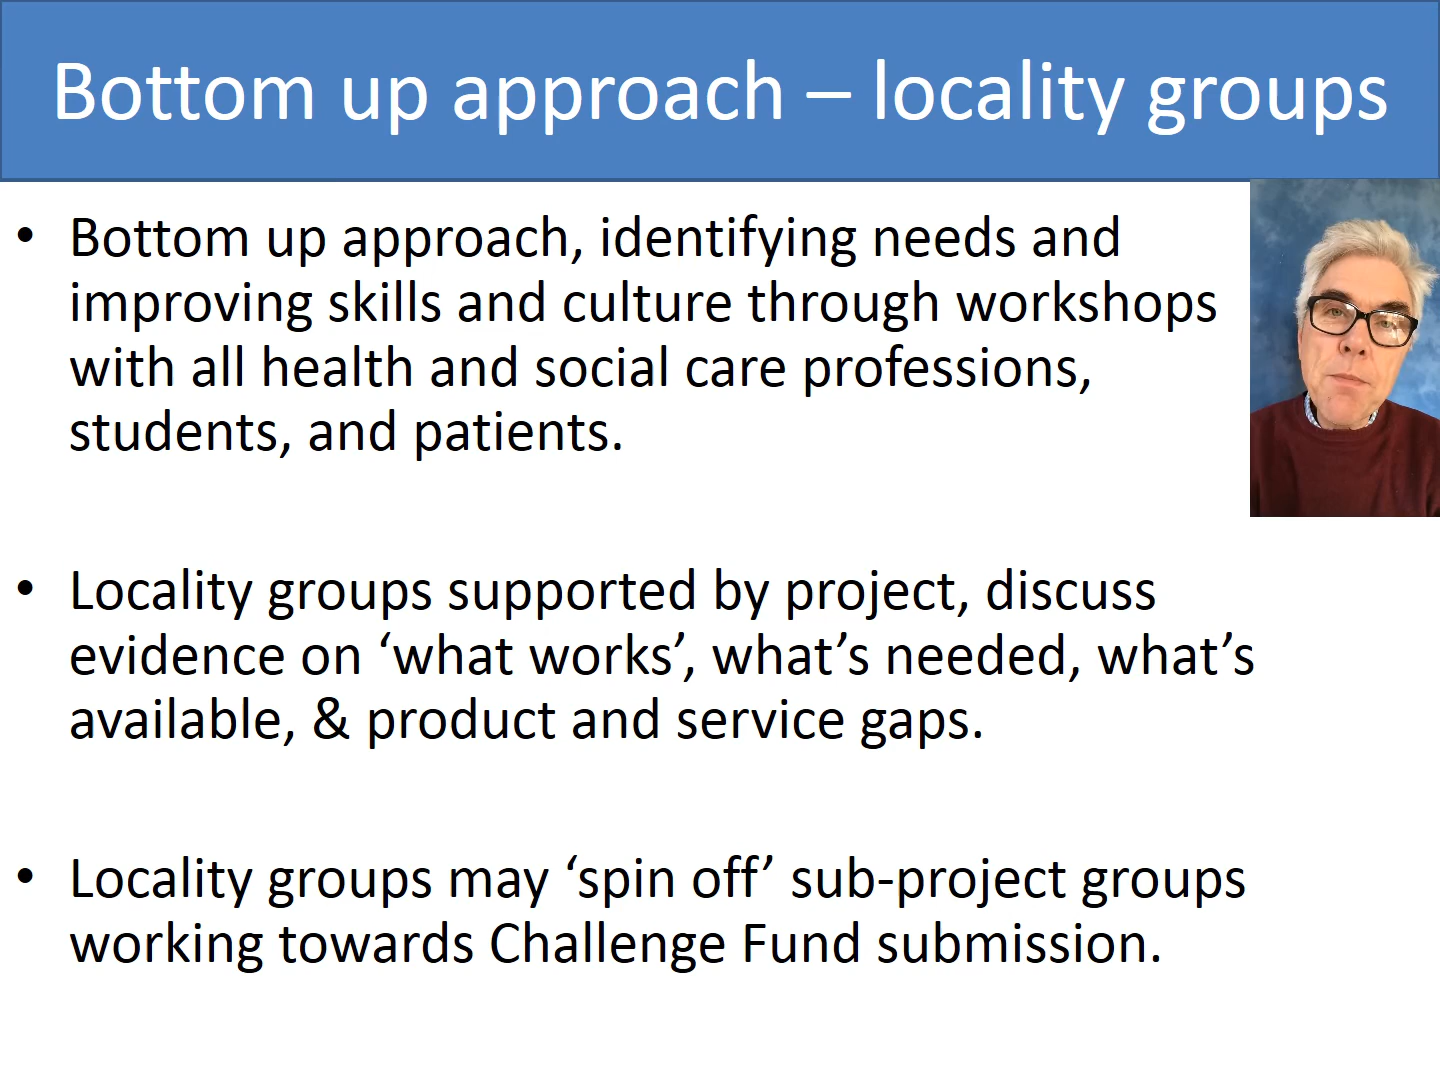 Bottom up approach – locality groups
• Bottom up approach, identifying needs and
improving skills and culture through workshops
with all health and social care professions,
students, and patients.
• Locality groups supported by project, discuss
evidence on ‘what works’, what’s needed, what’s
available, & product and service gaps.
• Locality groups may ‘spin off’ sub-project groups
working towards Challenge Fund submission.